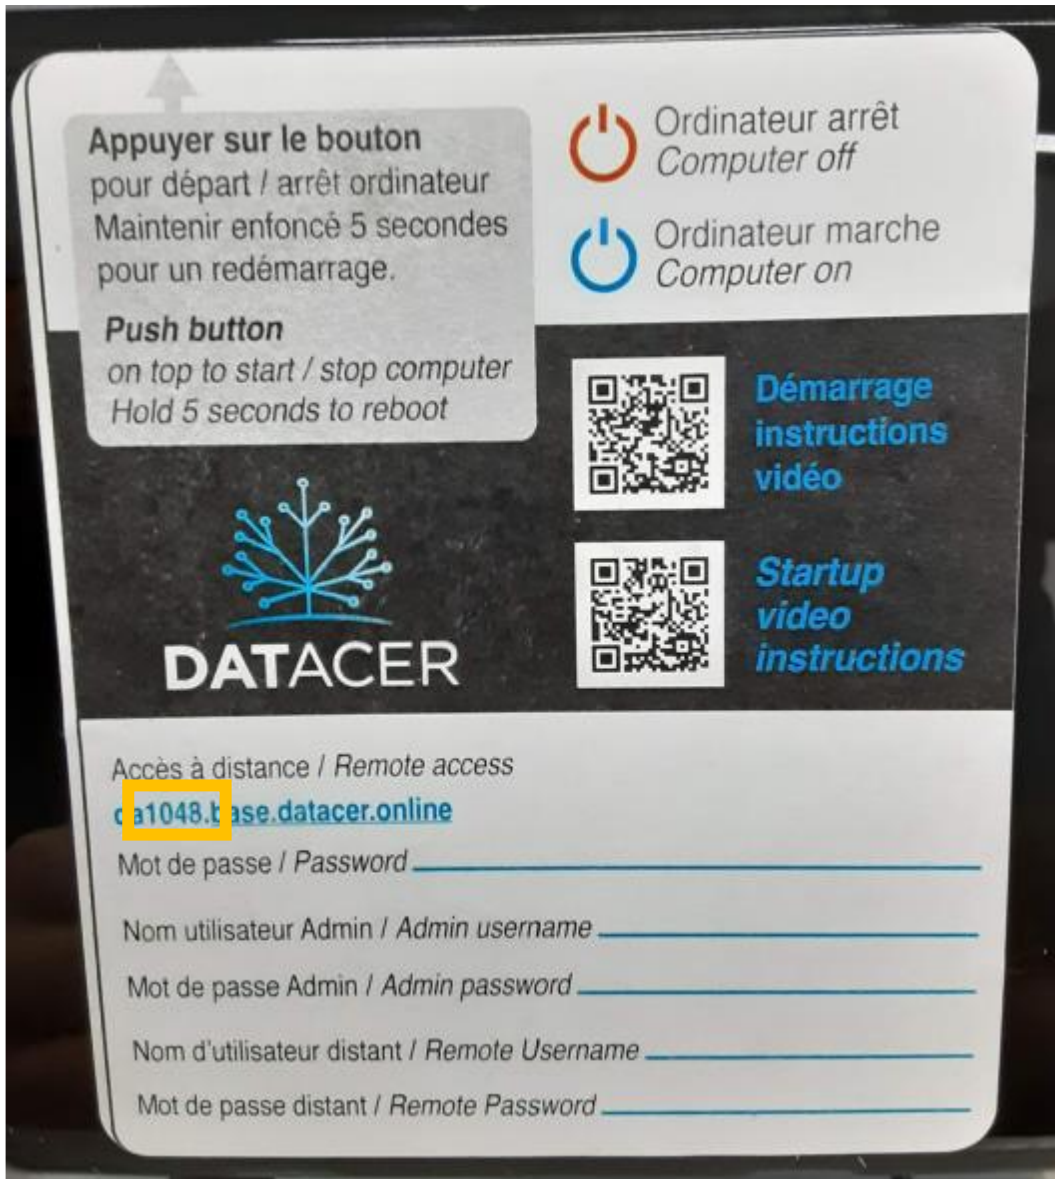 Appuyer sur le bouton
pour départ / arrêt ordinateur
Maintenir enfoncé 5 secondes
pour un redémarrage.
Push button
on top to start / stop computer
Hold 5 seconds to reboot
Ordinateur arrêt
Computer off
Ordinateur marche
Computer on
Démarrage
instructions
vidéo
Startup
video
instructions
DATACER
Accès à distance / Remote access
da1048.base.datacer.online
Mot de passe / Password
Nom utilisateur Admin / Admin username
Mot de passe Admin / Admin password
Nom d'utilisateur distant / Remote Username
Mot de passe distant / Remote Password